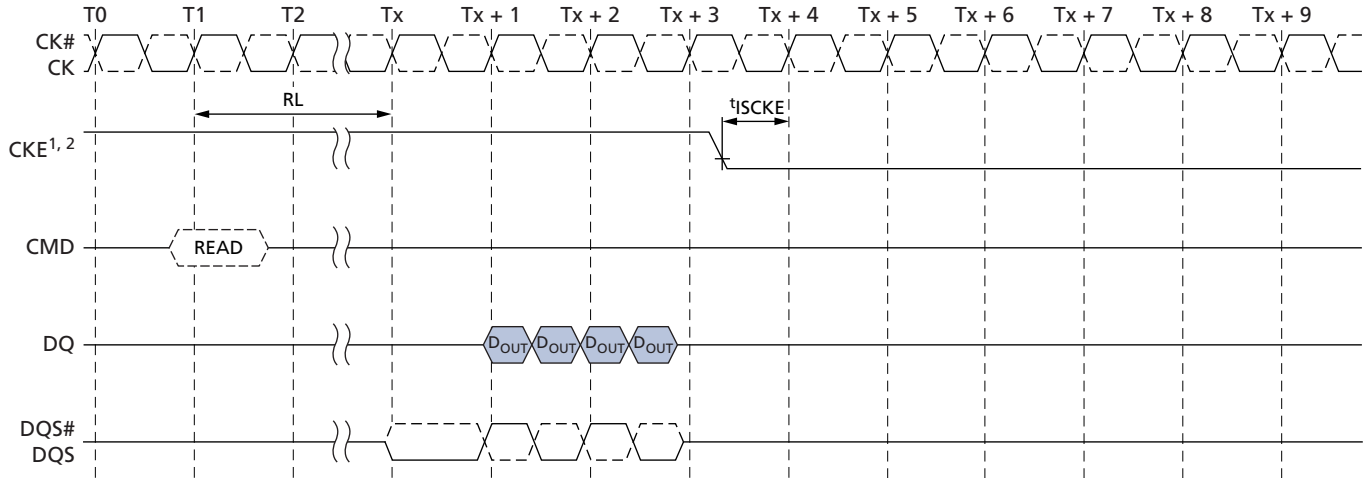 T0 T1 T2 Tx Tx + 1 Tx + 2 Tx + 3 Tx + 4 Tx + 5 Tx + 6 Tx + 7 Tx + 8 Tx + 9
CK#
CK
RL
tISCKE
CKE1, 2
CMD
READ
DQ
DOUT DOUT DOUT DOUT
DQS#
DQS